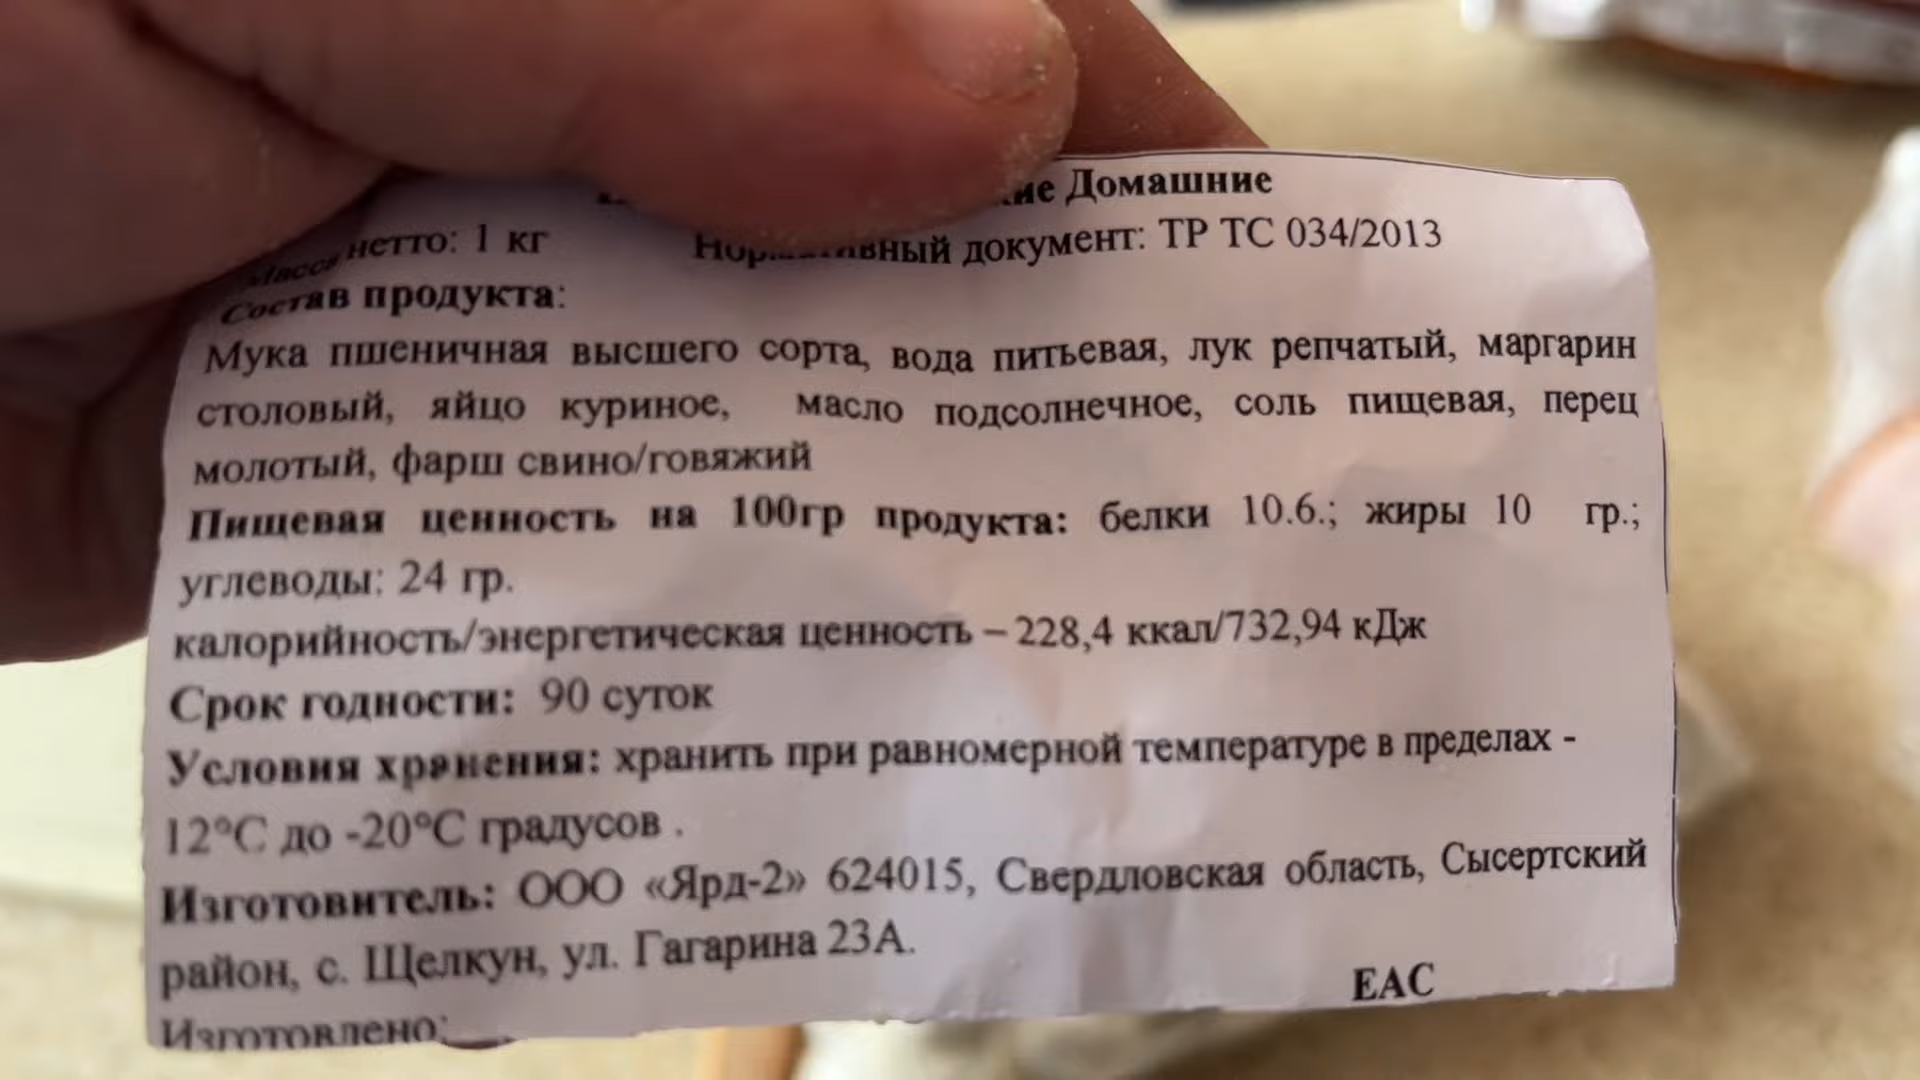 Домашние
Масса нетто: 1 кг Нормативный документ: ТР ТС 034/2013
Состав продукта:
Мука пшеничная высшего сорта, вода питьевая, лук репчатый, маргарин
столовый, яйцо куриное, масло подсолнечное, соль пищевая, перец
молотый, фарш свино/говяжий
Пищевая ценность на 100гр продукта: белки 10.6.; жиры 10 гр.;
углеводы: 24 гр.
калорийность/энергетическая ценность – 228,4 ккал/732,94 кДж
Срок годности: 90 суток
Условия хранения: хранить при равномерной температуре в пределах -
12°С до -20°С градусов .
Изготовитель: ООО «Ярд-2» 624015, Свердловская область, Сысертский
район, с. Щелкун, ул. Гагарина 23А.
ЕАС
Изготовлено: